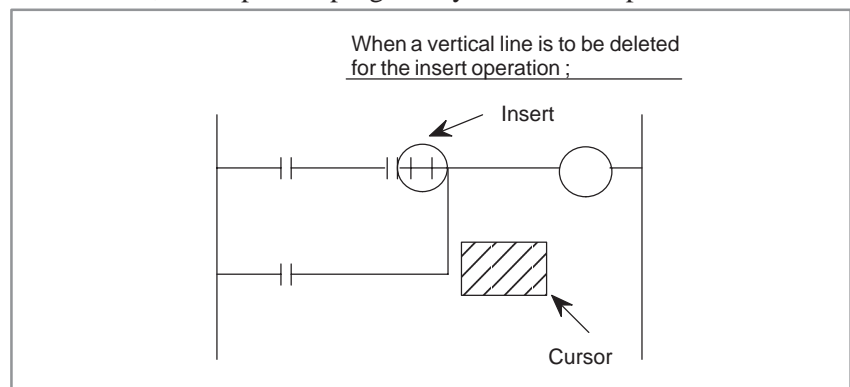 When a vertical line is to be deleted
for the insert operation ;
Insert
Cursor